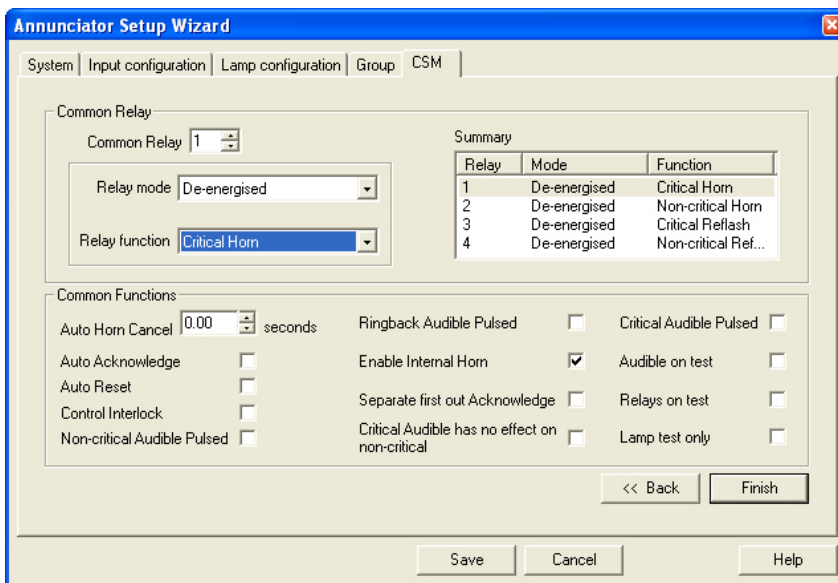 Annunciator Setup Wizard
System Input configuration Lamp configuration Group CSM
Common Relay
Common Relay 1
Relay mode De-energised
Relay function Critical Horn
Summary
Relay Mode Function
1 De-energised Critical Horn
2 De-energised Non-critical Horn
3 De-energised Critical Reflash
4 De-energised Non-critical Ref...
Common Functions
Auto Horn Cancel 0.00 seconds
Auto Acknowledge
Auto Reset
Control Interlock
Non-critical Audible Pulsed
Ringback Audible Pulsed
Enable Internal Horn
Separate first out Acknowledge
Critical Audible has no effect on
non-critical
Critical Audible Pulsed
Audible on test
Relays on test
Lamp test only
<< Back Finish
Save Cancel Help